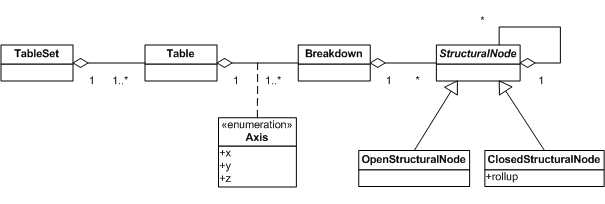 *
TableSet
Table
Breakdown
StructuralNode
1
1..*
1
1..*
1
*
1
«enumeration»
Axis
+x
+y
+z
OpenStructuralNode
ClosedStructuralNode
+rollup